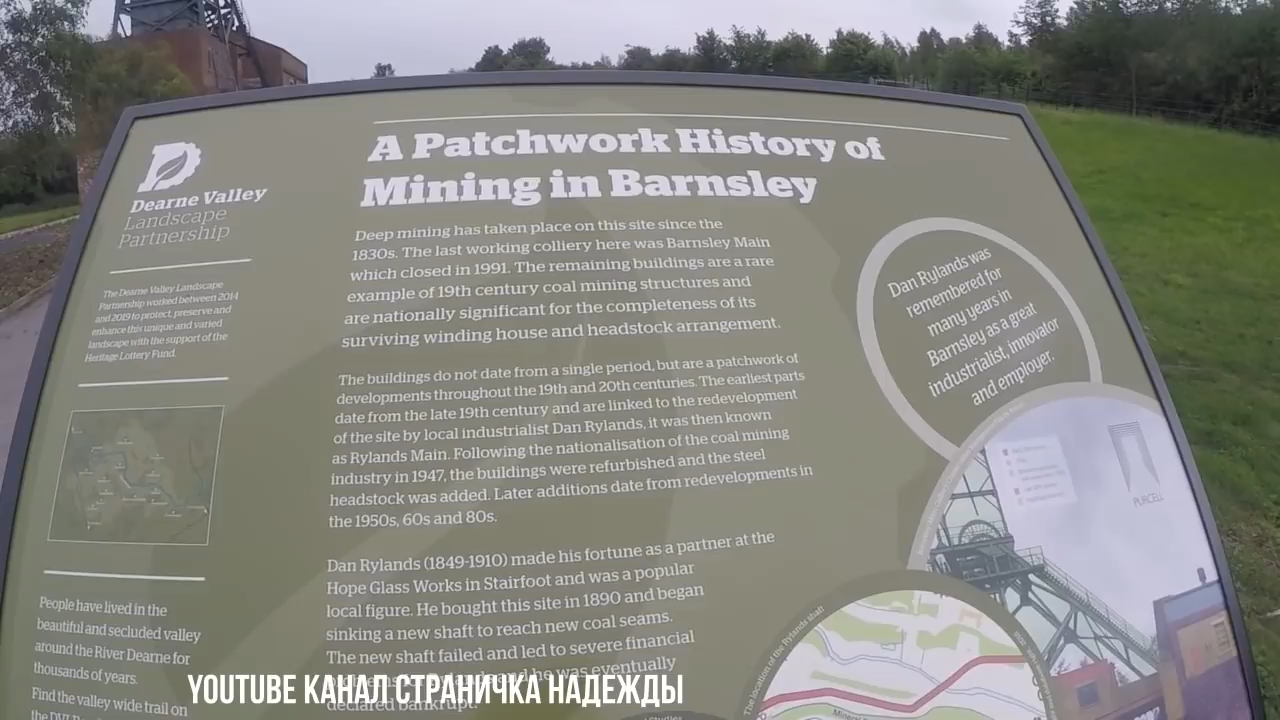 Dearne Valley
Landscape
Partnership
The Dearne Valley Landscape
Partnership worked between 2014
and 2019 to protect, preserve and
enhance this unique and varied
landscape with the support of the
Heritage Lottery Fund.
People have lived in the
beautiful and secluded valley
around the River Dearne for
thousands of years.
Find the valley wide trail on
A Patchwork History of
Mining in Barnsley
Deep mining has taken place on this site since the
1830s. The last working colliery here was Barnsley Main
which closed in 1991. The remaining buildings are a rare
example of 19th century coal mining structures and
are nationally significant for the completeness of its
surviving winding house and headstock arrangement.
The buildings do not date from a single period, but are a patchwork of
developments throughout the 19th and 20th centuries. The earliest parts
date from the late 19th century and are linked to the redevelopment
of the site by local industrialist Dan Rylands, it was then known
as Rylands Main. Following the nationalisation of the coal mining
industry in 1947, the buildings were refurbished and the steel
headstock was added. Later additions date from redevelopments in
the 1950s, 60s and 80s.
Dan Rylands (1849-1910) made his fortune as a partner at the
Hope Glass Works in Stairfoot and was a popular
local figure. He bought this site in 1890 and began
sinking a new shaft to reach new coal seams.
The new shaft failed and led to severe financial
and he was eventually
declared bankrupt.
Dan Rylands was
remembered for
many years in
Barnsley as a great
industrialist, innovator
and employer.
PURCELL
The location of the Rylands shaft
YOUTUBE КАНАЛ СТРАНИЧКА НАДЕЖДЫ